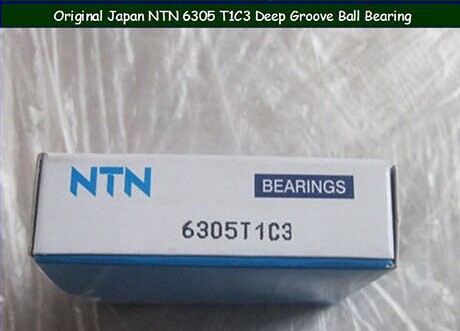 Original Japan NTN 6305 T1C3 Deep Groove Ball Bearing
NTN BEARINGS
6305T1C3